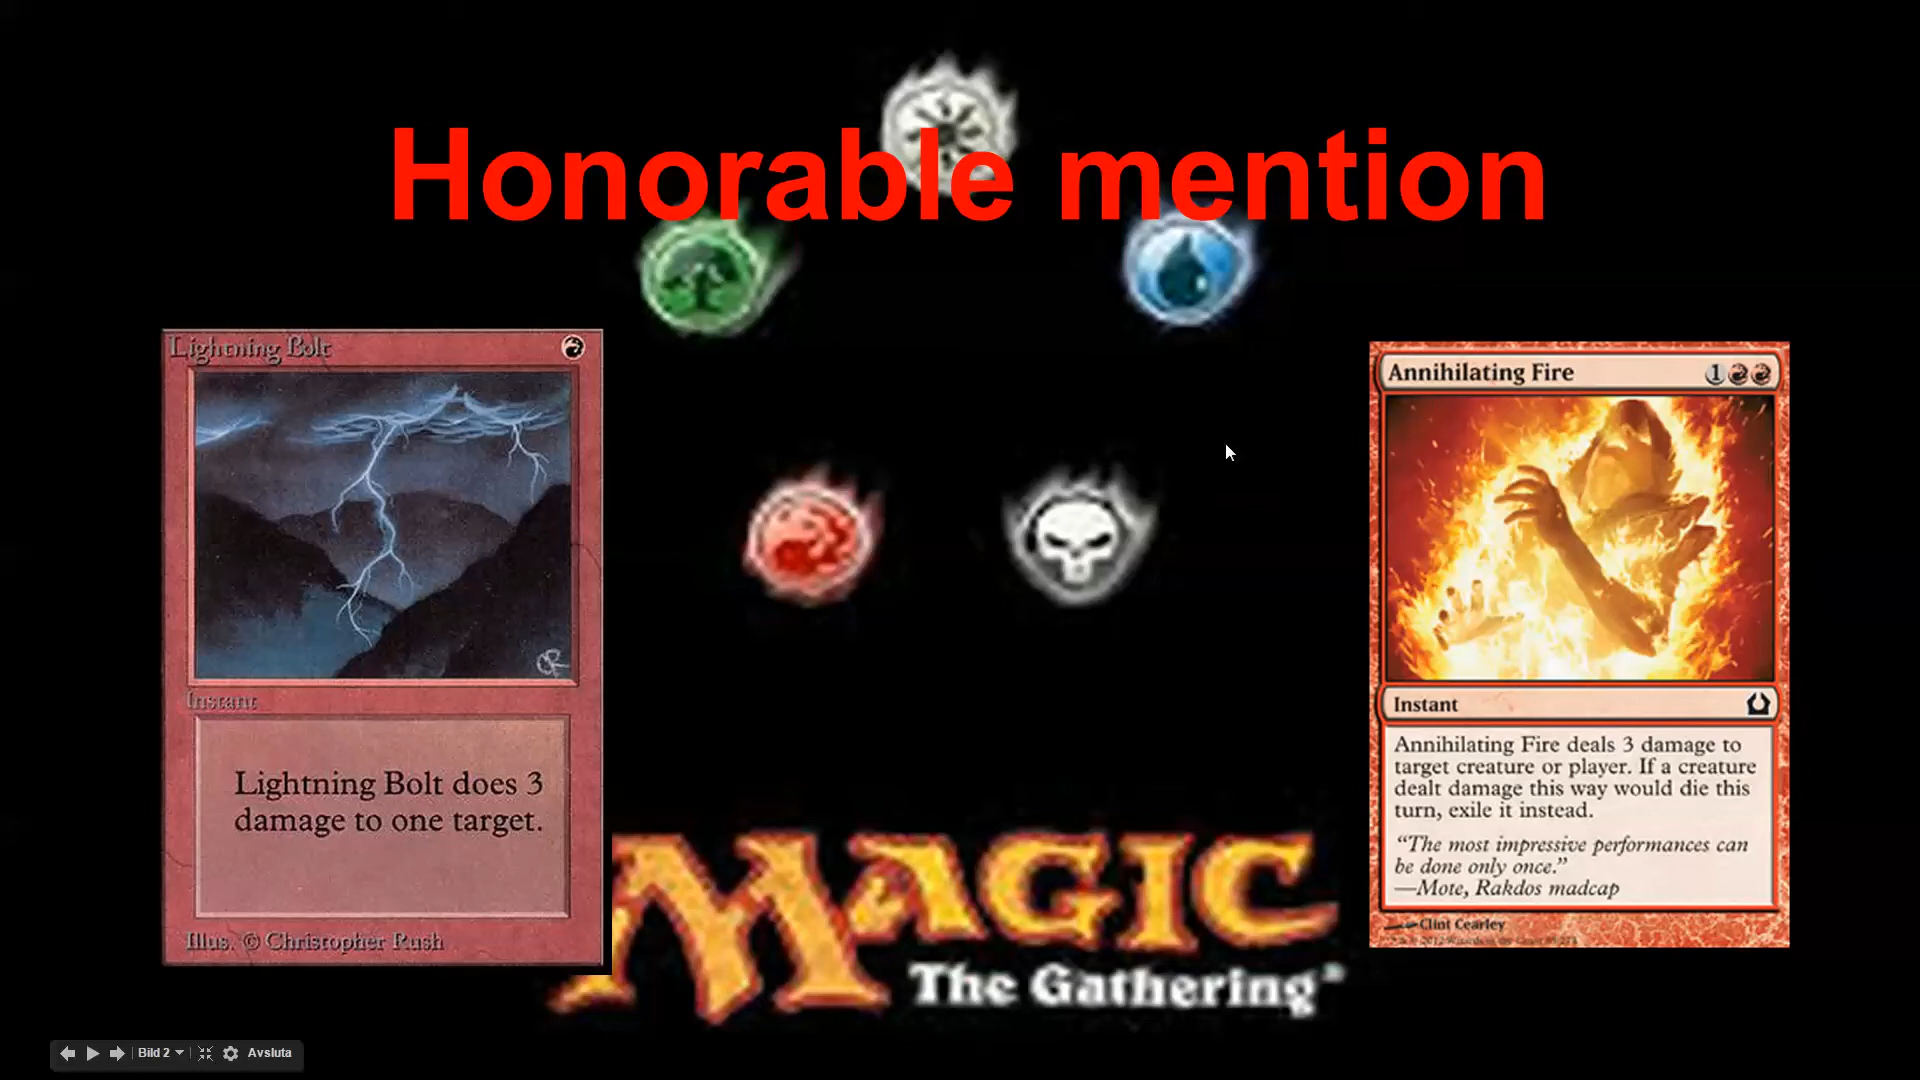 Honorable mention
Lightning Bolt
Instant
Lightning Bolt does 3
damage to one target.
Illus. © Christopher Rush
Annihilating Fire
1
Instant
Annihilating Fire deals 3 damage to
target creature or player. If a creature
dealt damage this way would die this
turn, exile it instead.
“The most impressive performances can
be done only once.”
—Mote, Rakdos madcap
Clint Cearley
MAGIC
The Gathering®
Bild 2
Avsluta